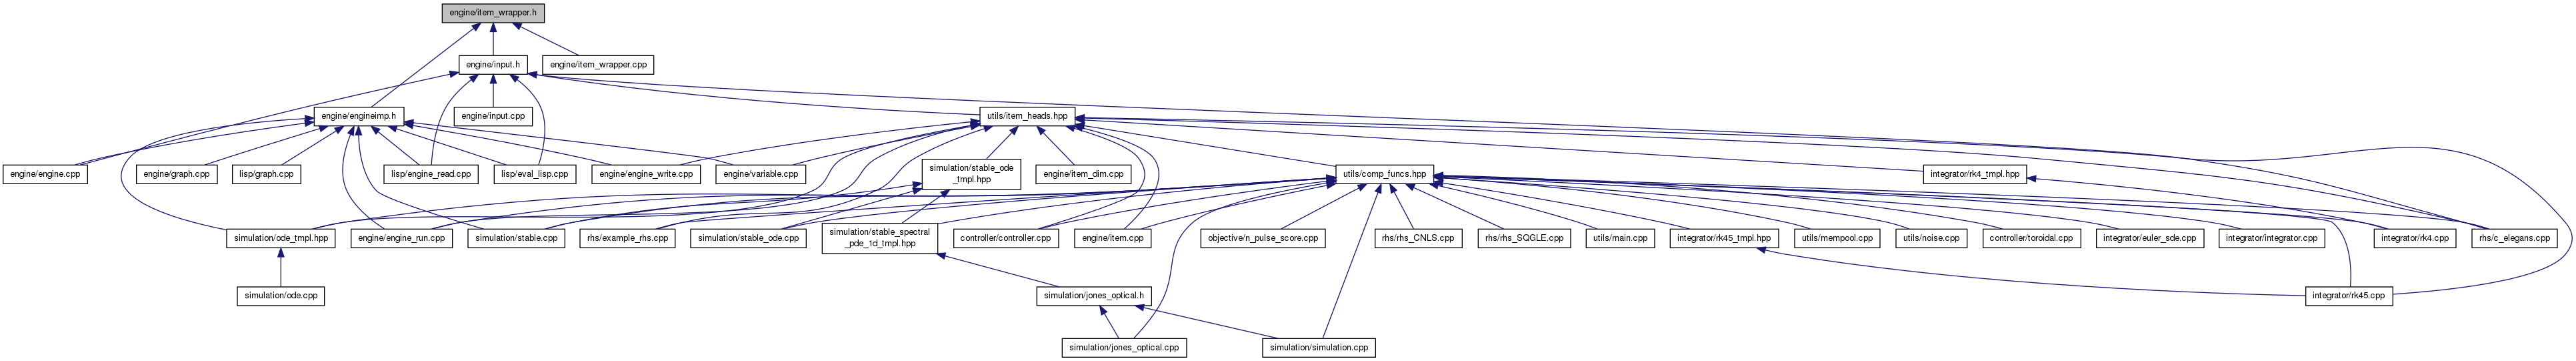 engine/item_wrapper.h
engine/input.h
engine/item_wrapper.cpp
engine/engineimp.h
engine/input.cpp
utils/item_heads.hpp
engine/engine.cpp
engine/graph.cpp
lisp/graph.cpp
lisp/engine_read.cpp
lisp/eval_lisp.cpp
engine/engine_write.cpp
engine/variable.cpp
simulation/stable_ode
_tmpl.hpp
engine/item_dim.cpp
utils/comp_funcs.hpp
integrator/rk4_tmpl.hpp
simulation/ode_tmpl.hpp
engine/engine_run.cpp
simulation/stable.cpp
rhs/example_rhs.cpp
simulation/stable_ode.cpp
simulation/stable_spectral
_pde_1d_tmpl.hpp
controller/controller.cpp
engine/item.cpp
objective/n_pulse_score.cpp
rhs/rhs_CNLS.cpp
rhs/rhs_SQGLE.cpp
utils/main.cpp
integrator/rk45_tmpl.hpp
utils/mempool.cpp
utils/noise.cpp
controller/toroidal.cpp
integrator/euler_sde.cpp
integrator/integrator.cpp
integrator/rk4.cpp
rhs/c_elegans.cpp
simulation/ode.cpp
simulation/jones_optical.h
integrator/rk45.cpp
simulation/jones_optical.cpp
simulation/simulation.cpp